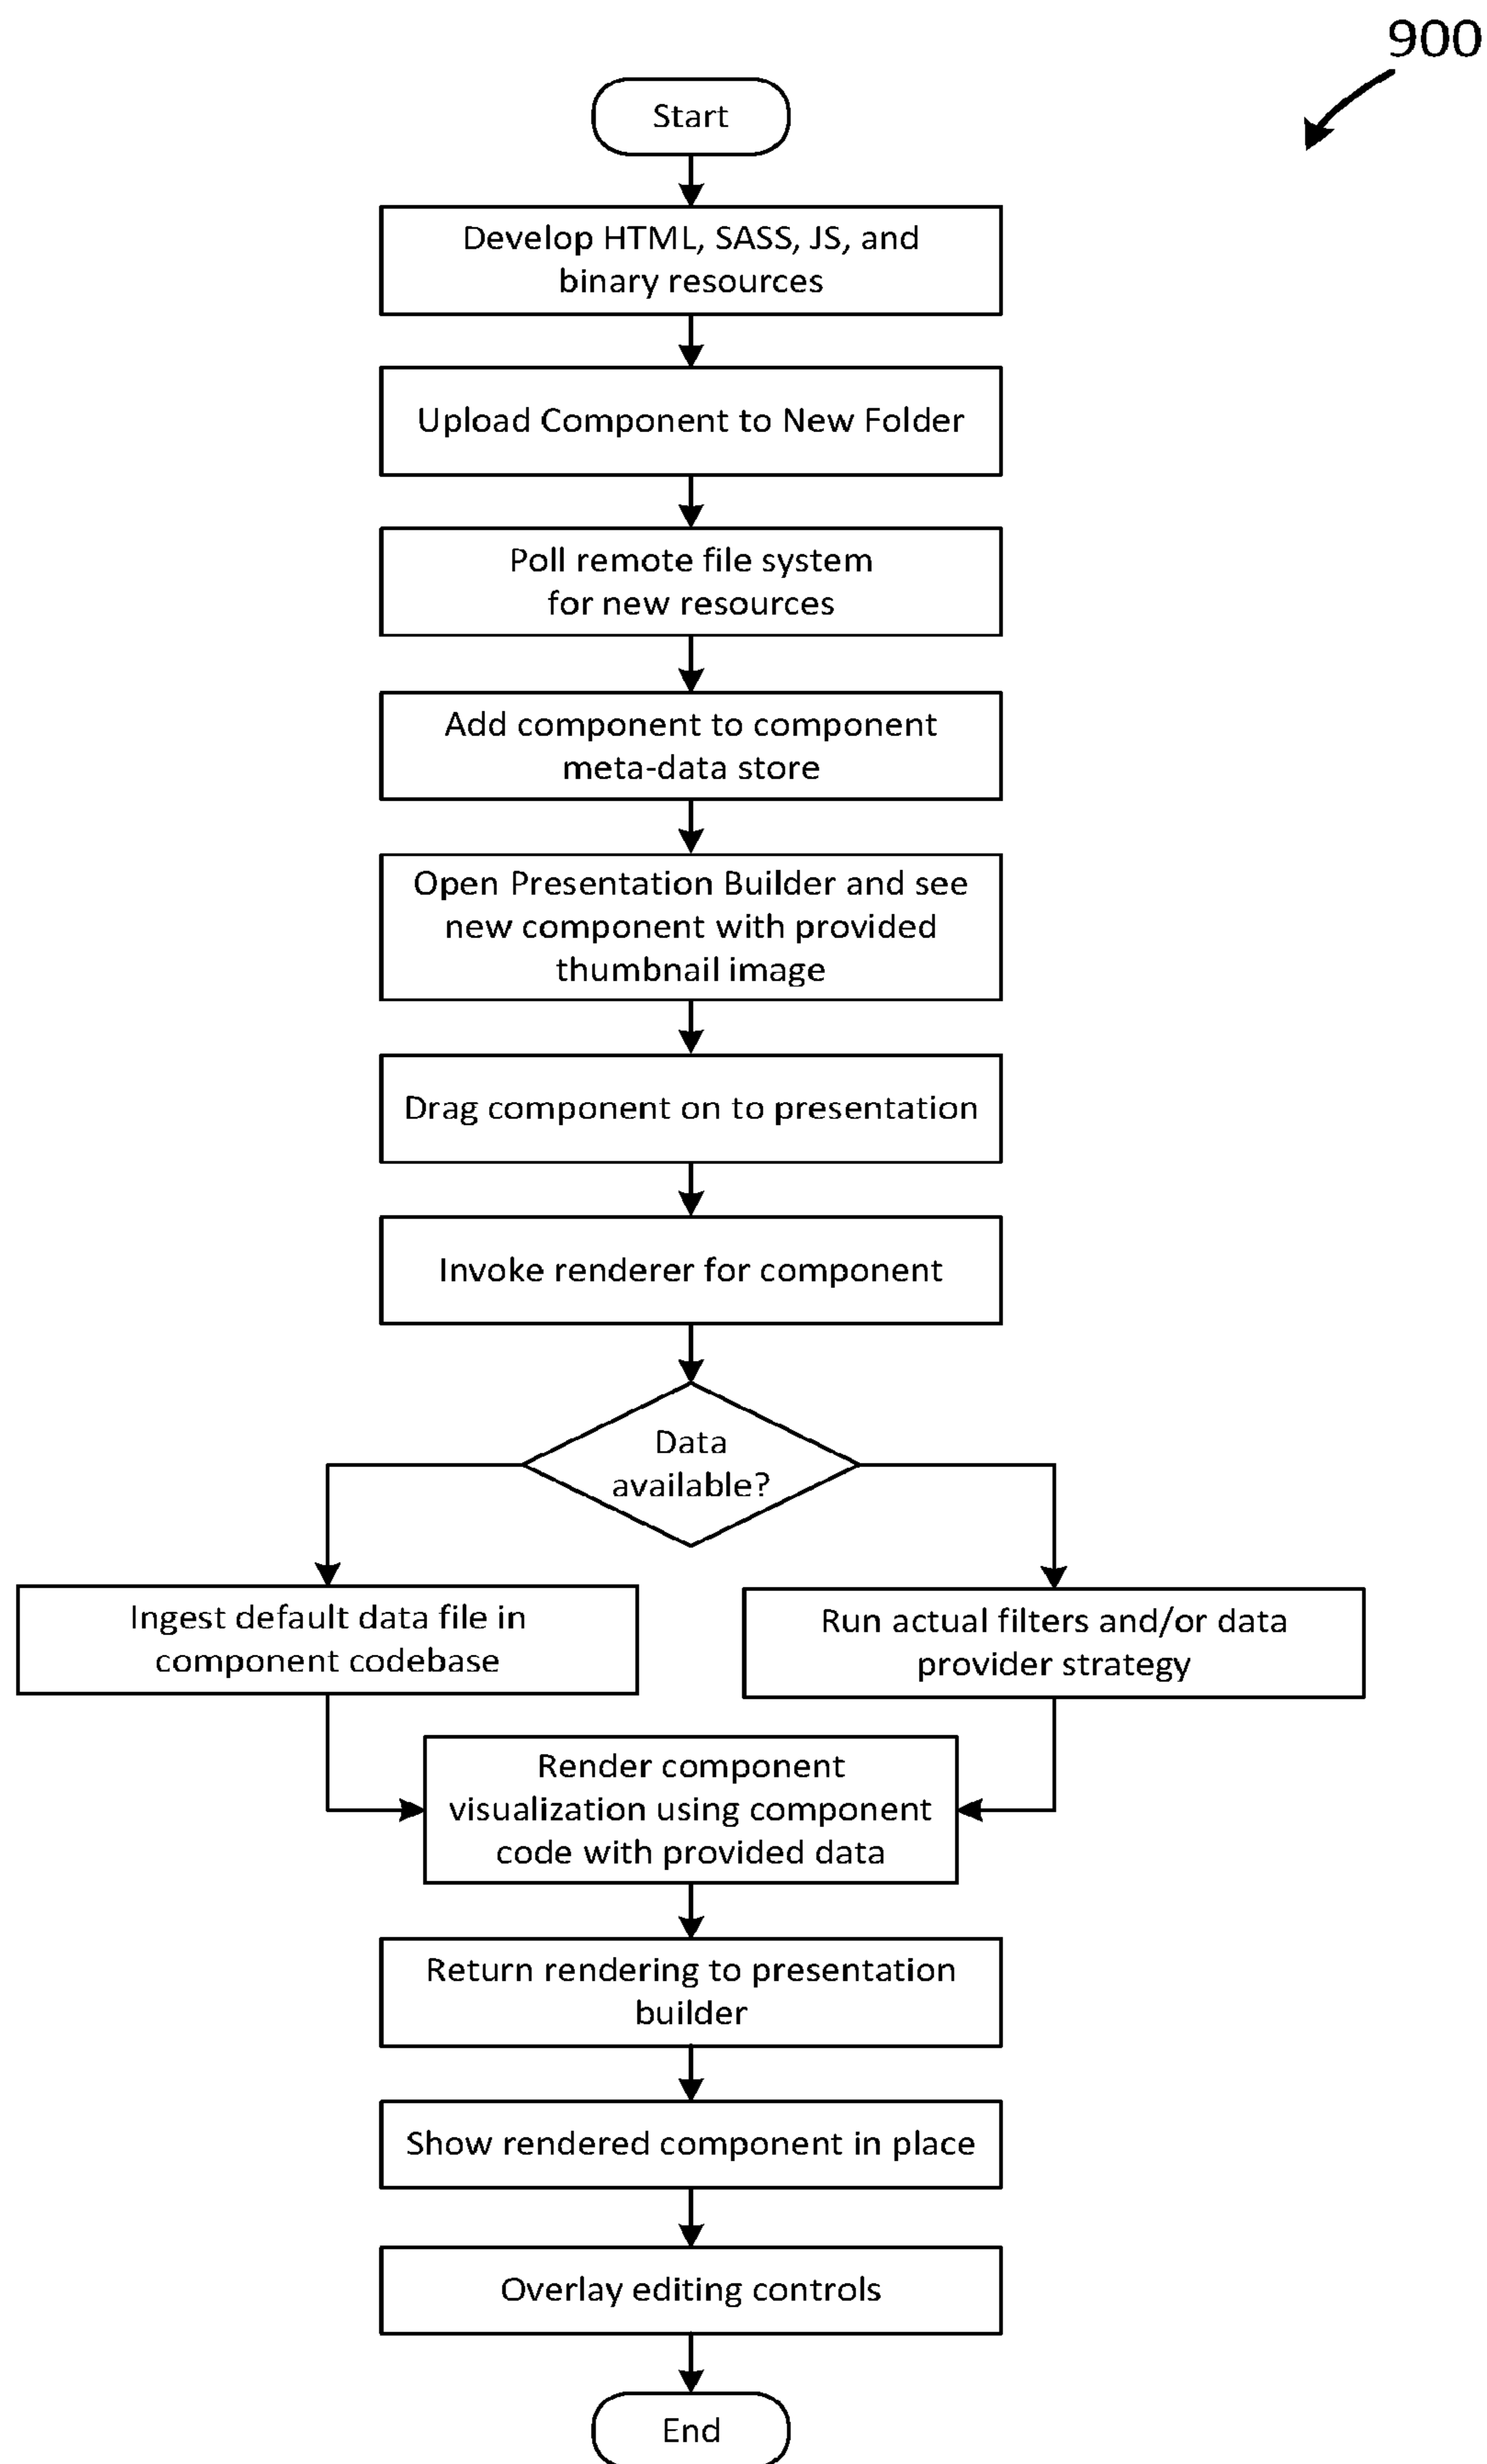 900
Start
Develop HTML, SASS, JS, and
binary resources
Upload Component to New Folder
Poll remote file system
for new resources
Add component to component
meta-data store
Open Presentation Builder and see
new component with provided
thumbnail image
Drag component on to presentation
Invoke renderer for component
Data
available?
Ingest default data file in
component codebase
Run actual filters and/or data
provider strategy
Render component
visualization using component
code with provided data
Return rendering to presentation
builder
Show rendered component in place
Overlay editing controls
End